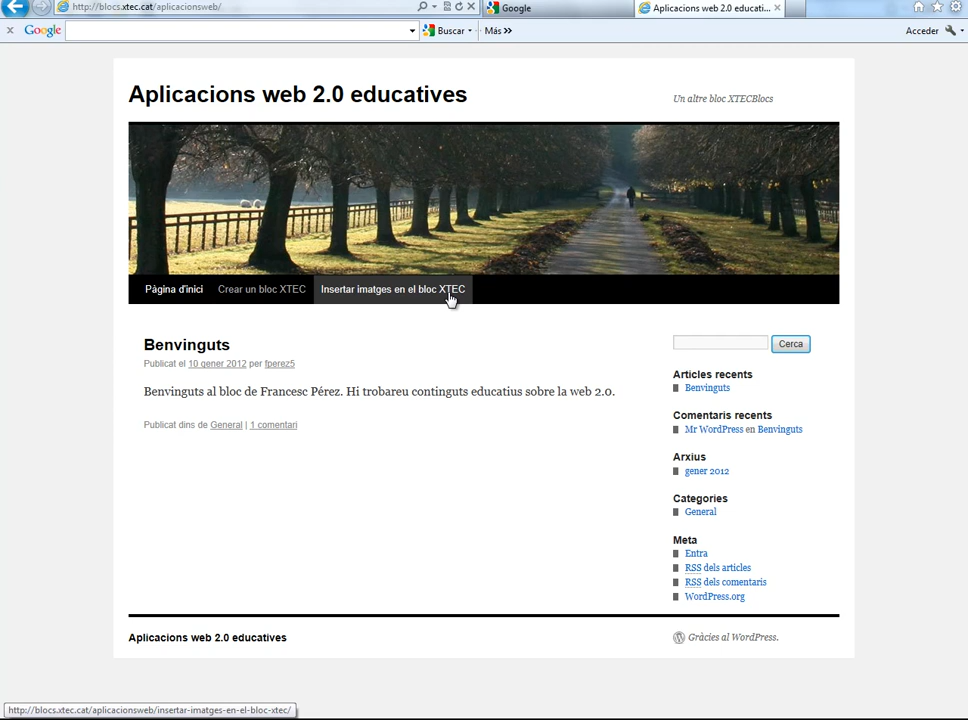 http://blocs.xtec.cat/aplicacionsweb/
Google
Aplicacions web 2.0 educati...
Google
Buscar
Más
Acceder
Aplicacions web 2.0 educatives
Un altre bloc XTECBlocs
Pàgina d'inici
Crear un bloc XTEC
Insertar imatges en el bloc XTEC
Benvinguts
Publicat el 10 gener 2012 per fperez5
Benvinguts al bloc de Francesc Pérez. Hi trobareu continguts educatius sobre la web 2.0.
Publicat dins de General | 1 comentari
Cerca
Articles recents
Benvinguts
Comentaris recents
Mr WordPress en Benvinguts
Arxius
gener 2012
Categories
General
Meta
Entra
RSS dels articles
RSS dels comentaris
WordPress.org
Aplicacions web 2.0 educatives
Gràcies al WordPress.
http://blocs.xtec.cat/aplicacionsweb/insertar-imatges-en-el-bloc-xtec/